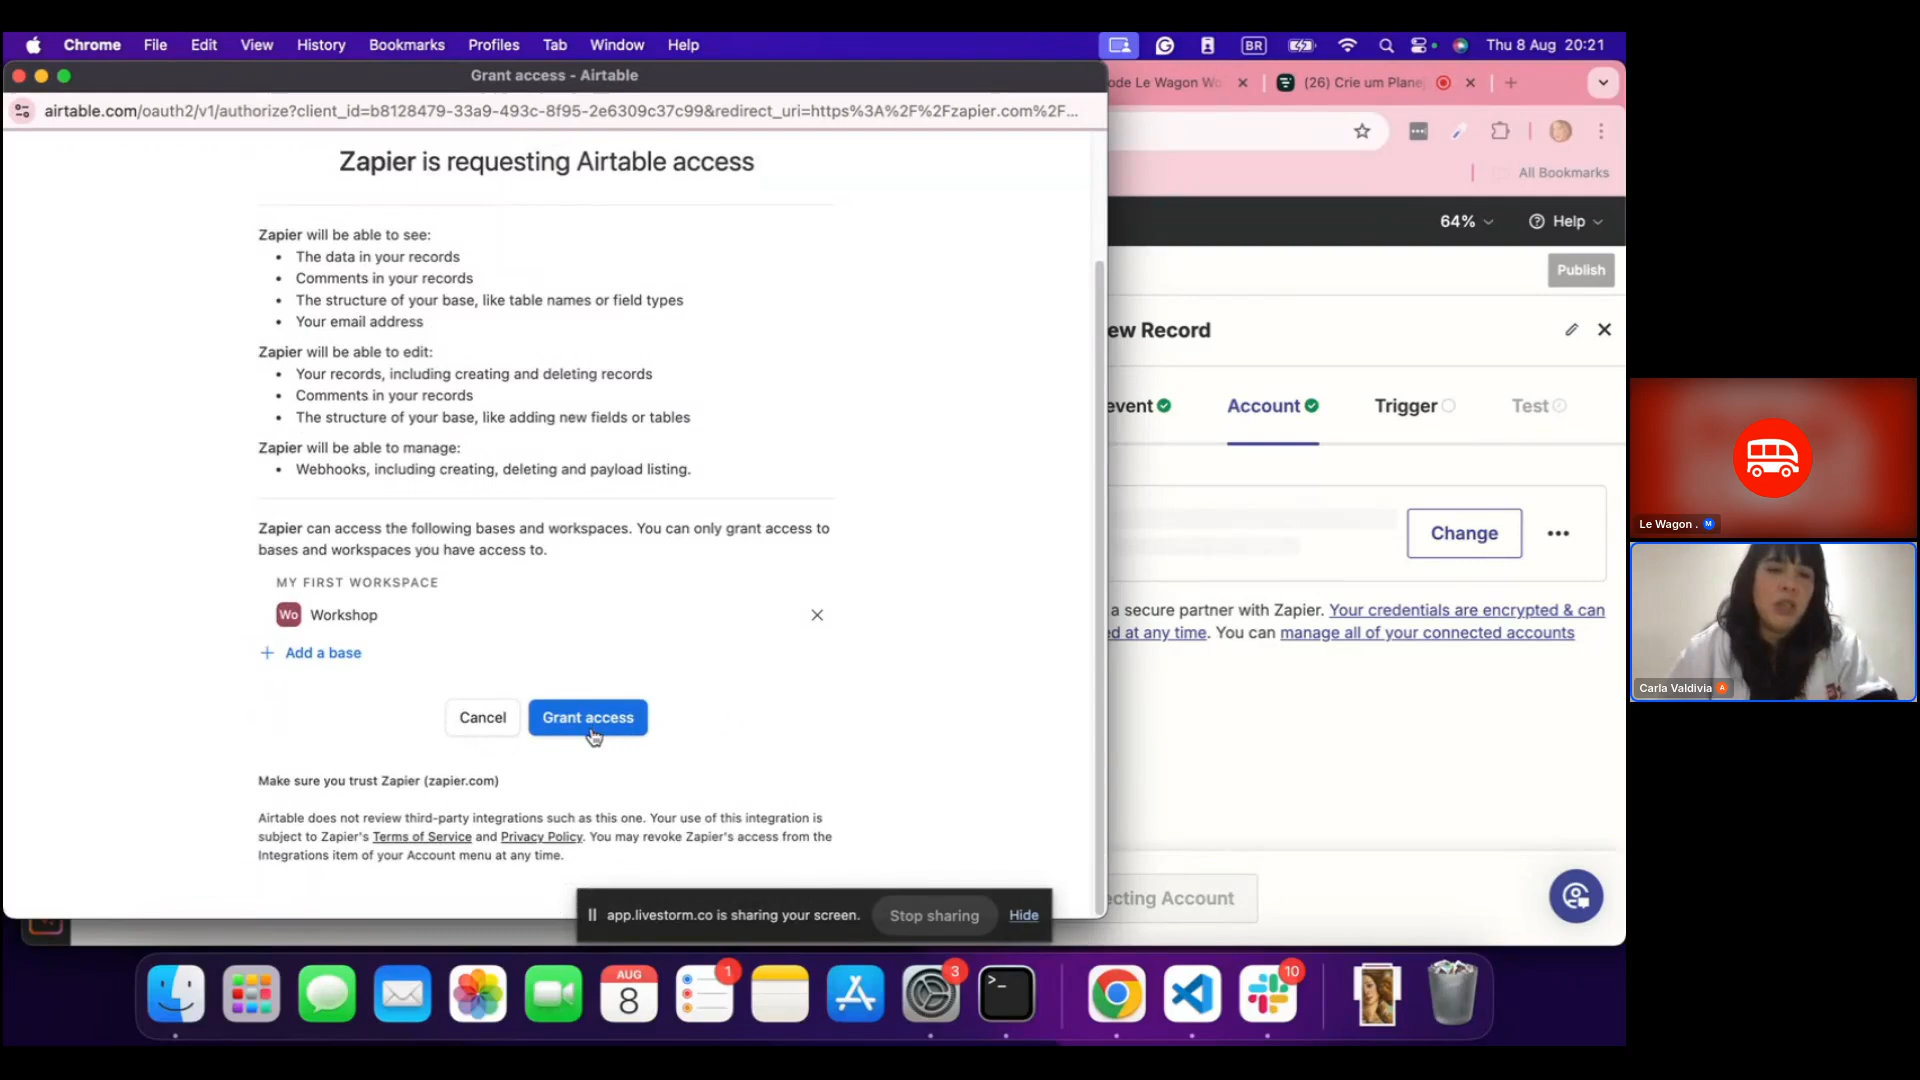 Chrome File Edit View History Bookmarks Profiles Tab Window Help
BR
Thu 8 Aug 20:21
Grant access - Airtable
ode Le Wagon Wo
(26) Crie um Plane
airtable.com/oauth2/v1/authorize?client_id=b8128479-33a9-493c-8f95-2e6309c37c99&redirect_uri=https%3A%2F%2Fzapier.com%2F...
All Bookmarks
Zapier is requesting Airtable access
64% Help
Publish
Zapier will be able to see:
• The data in your records
• Comments in your records
• The structure of your base, like table names or field types
• Your email address
Zapier will be able to edit:
• Your records, including creating and deleting records
• Comments in your records
• The structure of your base, like adding new fields or tables
Zapier will be able to manage:
• Webhooks, including creating, deleting and payload listing.
Zapier can access the following bases and workspaces. You can only grant access to
bases and workspaces you have access to.
MY FIRST WORKSPACE
Wo Workshop
+ Add a base
Cancel Grant access
Make sure you trust Zapier (zapier.com)
Airtable does not review third-party integrations such as this one. Your use of this integration is
subject to Zapier's Terms of Service and Privacy Policy. You may revoke Zapier's access from the
Integrations item of your Account menu at any time.
ew Record
event Account Trigger Test
Change
a secure partner with Zapier. Your credentials are encrypted & can
ed at any time. You can manage all of your connected accounts
ecting Account
app.livestorm.co is sharing your screen. Stop sharing Hide
AUG
8
1
3
10
Le Wagon . M
Carla Valdivia A